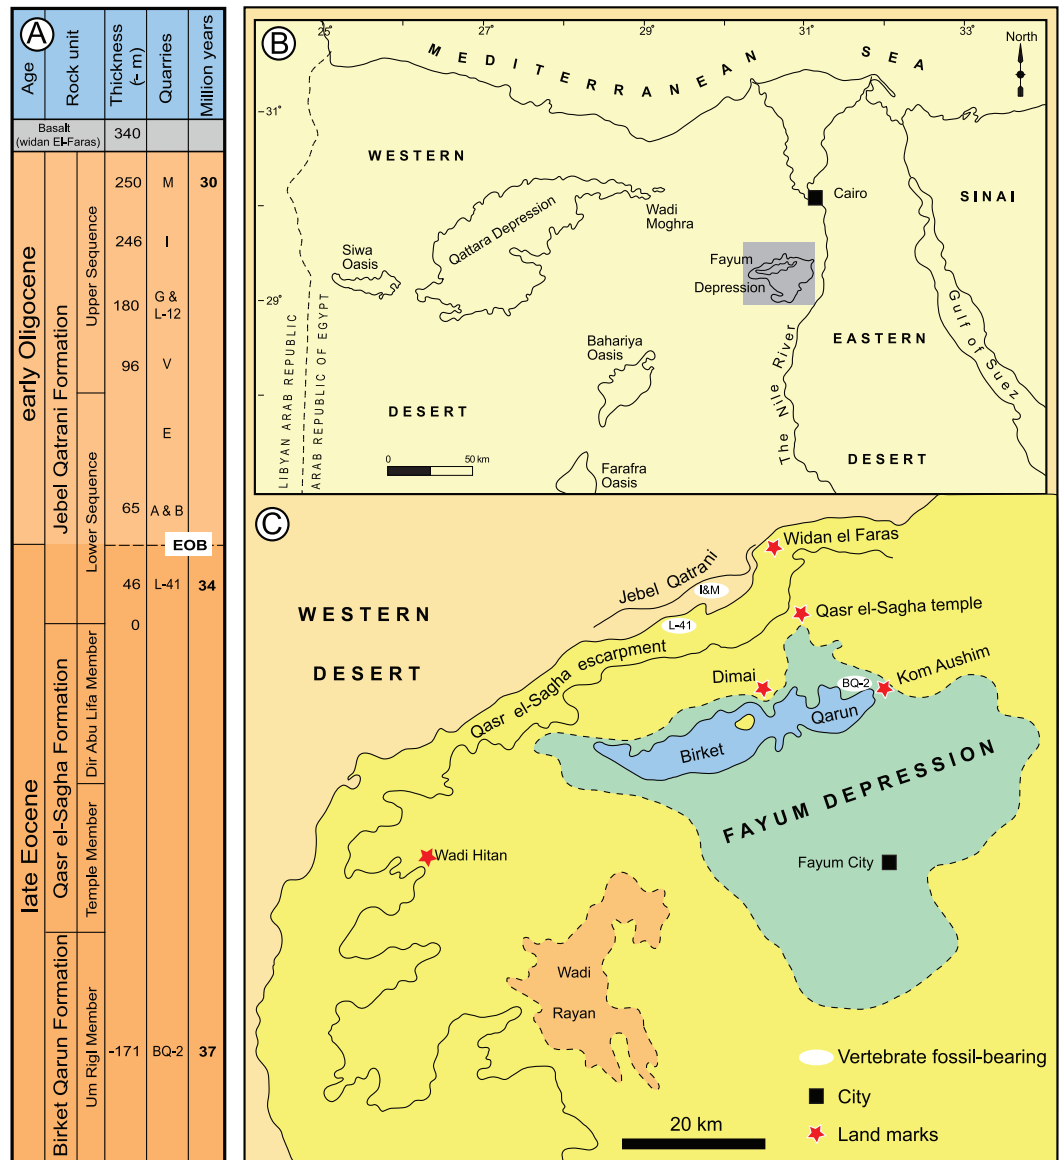 A
Age
Rock unit
Thickness
(~ m)
Quarries
Million years
Basalt
(widan El-Faras)
340
early Oligocene
Jebel Qatrani Formation
Upper Sequence
250
M
30
246
I
180
G &
L-12
96
V
Lower Sequence
E
65
A & B
EOB
46
L-41
34
0
late Eocene
Qasr el-Sagha Formation
Dir Abu Lifa Member
Temple Member
Birket Qarun Formation
Um Rigl Member
-171
BQ-2
37
B
25°
27°
29°
31°
33°
North
MEDITERRANEAN SEA
31°
WESTERN
Cairo
SINAI
Wadi
Moghra
Qattara Depression
Siwa
Oasis
Fayum
Depression
29°
LIBYAN ARAB REPUBLIC
ARAB REPUBLIC OF EGYPT
Bahariya
Oasis
The Nile River
EASTERN
Gulf of Suez
DESERT
0
50 km
Farafra
Oasis
DESERT
C
Widan el Faras
Jebel Qatrani
I&M
WESTERN
DESERT
L-41
Qasr el-Sagha temple
Qasr el-Sagha escarpment
Dimai
BQ-2
Kom Aushim
Birket
Qarun
FAYUM DEPRESSION
Wadi Hitan
Fayum City
Wadi
Rayan
Vertebrate fossil-bearing
City
Land marks
20 km